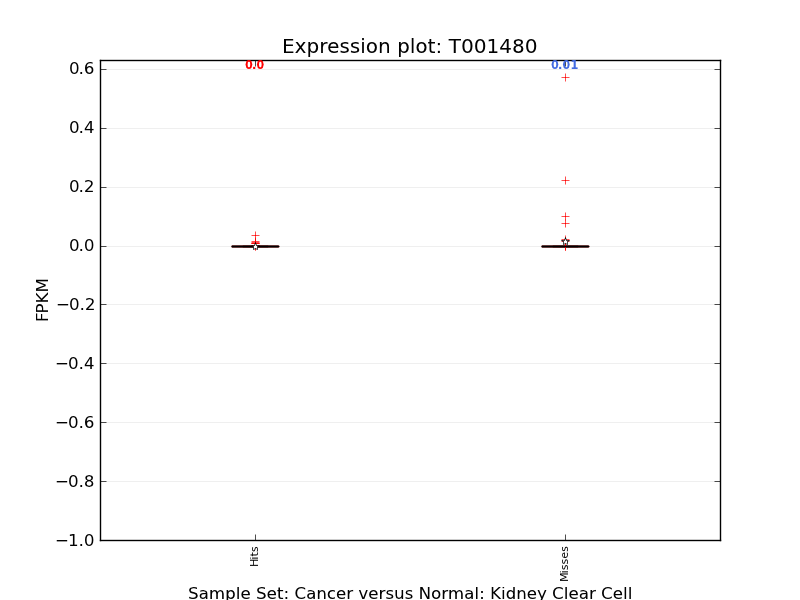 Expression plot: T001480
0.0
0.01
0.6
0.4
0.2
0.0
−0.2
−0.4
−0.6
−0.8
−1.0
FPKM
Hits
Misses
Sample Set: Cancer versus Normal: Kidney Clear Cell